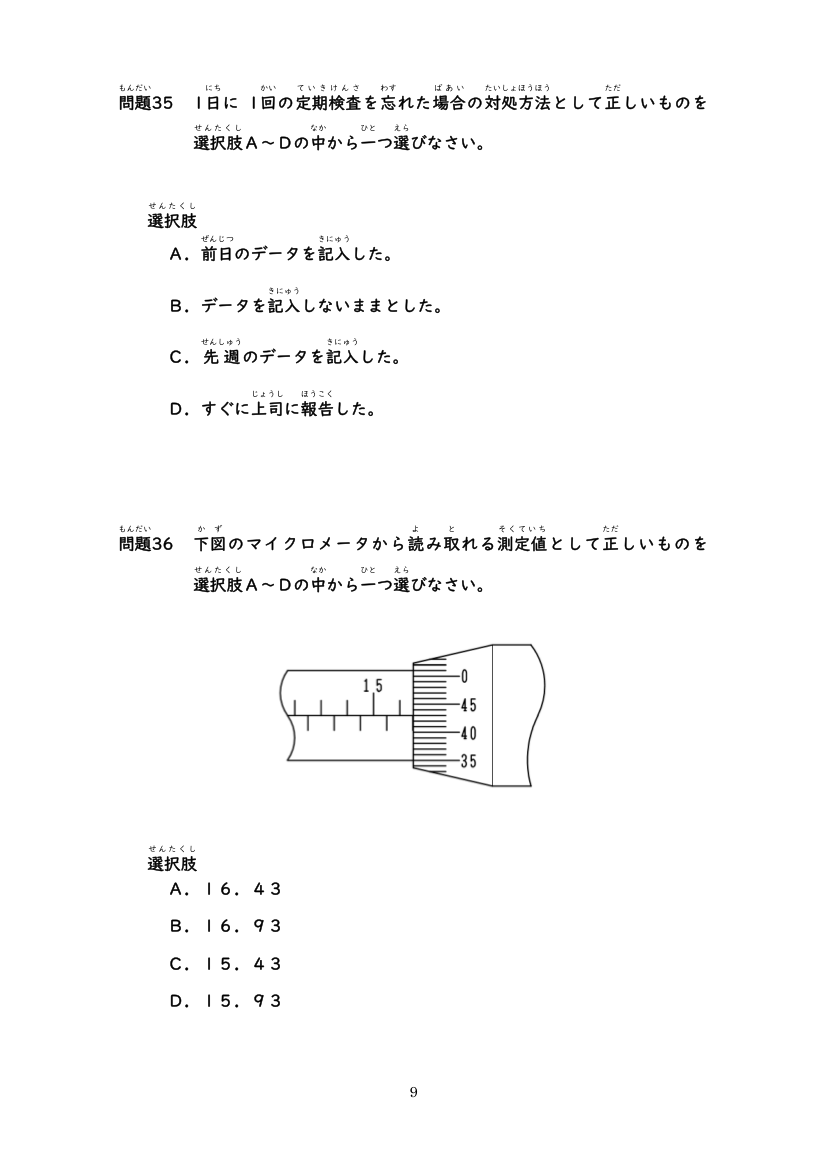 もんだい にち かい ていきけんさ わす ばあい たいしょほうほう ただ
問題35 1日に 1回の定期検査を忘れた場合の対処方法として正しいものを
せんたくし なか ひと えら
選択肢A～Dの中から一つ選びなさい。
せんたくし
選択肢
ぜんじつ きにゅう
A．前日のデータを記入した。
きにゅう
B．データを記入しないままとした。
せんしゅう きにゅう
C．先週のデータを記入した。
じょうし ほうこく
D．すぐに上司に報告した。
もんだい かず よ と そくていち ただ
問題36 下図のマイクロメータから読み取れる測定値として正しいものを
せんたくし なか ひと えら
選択肢A～Dの中から一つ選びなさい。
0
15
45
40
35
せんたくし
選択肢
A．１６．４３
B．１６．９３
C．１５．４３
D．１５．９３
9